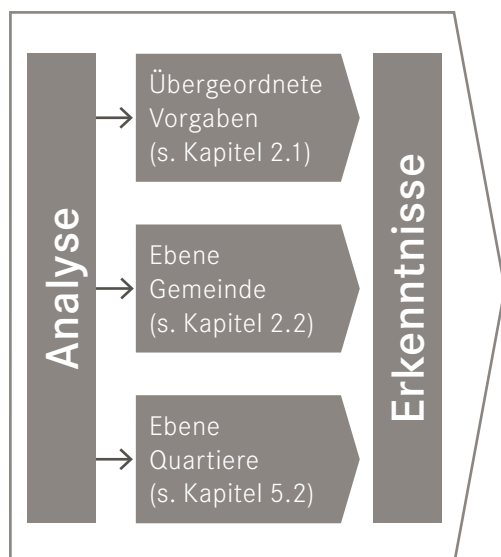 Analyse
Übergeordnete
Vorgaben
(s. Kapitel 2.1)
Ebene
Gemeinde
(s. Kapitel 2.2)
Ebene
Quartiere
(s. Kapitel 5.2)
Erkenntnisse